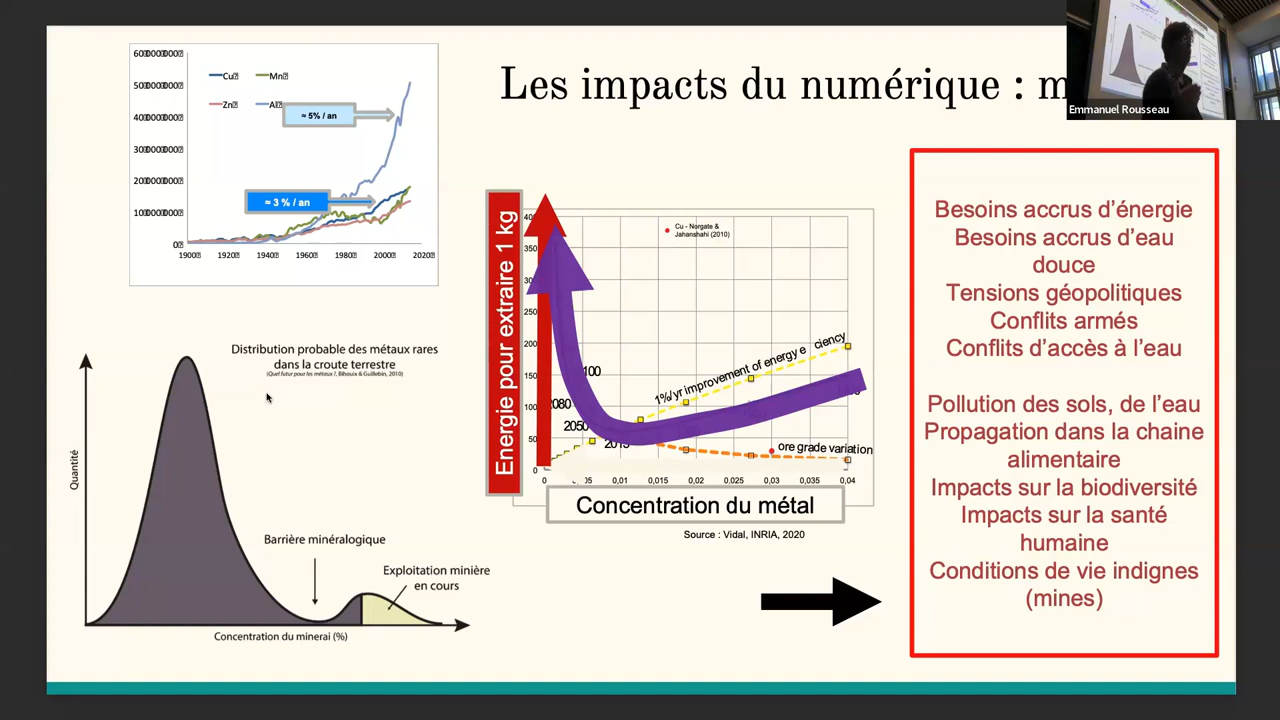 Les impacts du numérique : m
Emmanuel Rousseau
Cu
Mn
Zn
Al
≈ 5% / an
≈ 3 % / an
1900
1920
1940
1960
1980
2000
2020
Distribution probable des métaux rares
dans la croute terrestre
(Quel futur pour les métaux ?, Bihouix & Guillebin, 2010)
Quantité
Barrière minéralogique
Exploitation minière
en cours
Concentration du minerai (%)
Energie pour extraire 1 kg
Cu - Norgate &
Jahanshahi (2010)
350
300
250
200
150
100
50
0
1%/yr improvement of energy e ciency
100
2080
2050
2015
ore grade variation
0
0,01
0,015
0,02
0,025
0,03
0,035
0,04
Concentration du métal
Source : Vidal, INRIA, 2020
Besoins accrus d'énergie
Besoins accrus d'eau
douce
Tensions géopolitiques
Conflits armés
Conflits d'accès à l'eau
Pollution des sols, de l'eau
Propagation dans la chaine
alimentaire
Impacts sur la biodiversité
Impacts sur la santé
humaine
Conditions de vie indignes
(mines)